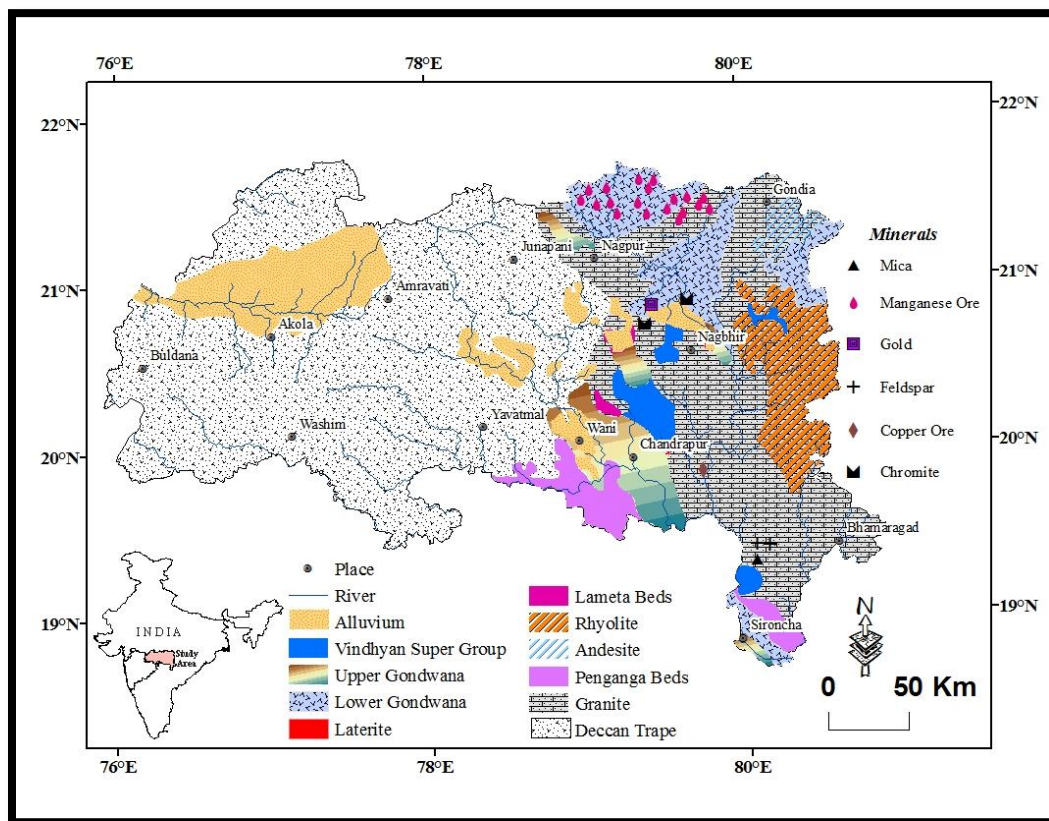 76°E 78°E 80°E
22°N 22°N
Gondia
Minerals
Junapani Nagpur
Mica
21°N 21°N
Amravati
Manganese Ore
Akola
Nagbhir
Gold
Buldana
Feldspar
Yavatmal
Washim
Wani
Copper Ore
20°N 20°N
Chandrapur
Chromite
Bhamaragad
Place
River
Alluvium
Vindhyan Super Group
Upper Gondwana
Lower Gondwana
Laterite
Lameta Beds
Rhyolite
Andesite
Penganga Beds
Granite
Deccan Trape
19°N 19°N
Sironcha
INDIA
Study
Area
N
0 50 Km
76°E 78°E 80°E